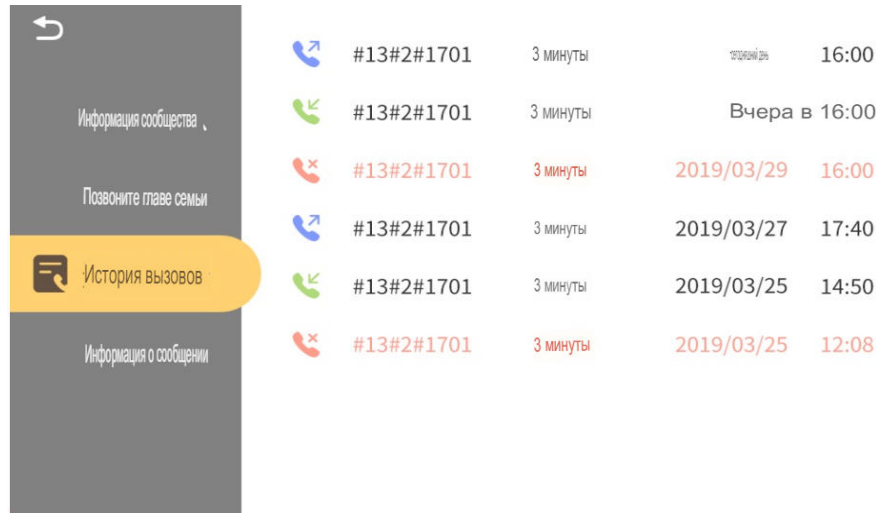 #13#2#1701 3 минуты сегодняшний день 16:00
Информация сообщества
#13#2#1701 3 минуты Вчера в 16:00
#13#2#1701 3 минуты 2019/03/29 16:00
Позвоните главе семьи
#13#2#1701 3 минуты 2019/03/27 17:40
История вызовов
#13#2#1701 3 минуты 2019/03/25 14:50
Информация о сообщении
#13#2#1701 3 минуты 2019/03/25 12:08